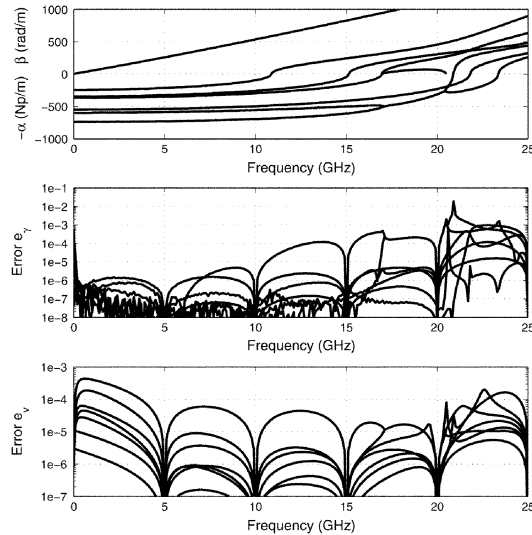 −α (Np/m)  β (rad/m)
1000
500
0
−500
1000
0 5 10 15 20 25
Frequency (GHz)
Error eγ
1e-1
1e-2
1e-3
1e-4
1e-5
1e-6
1e-7
1e-8
0 5 10 15 20 25
Frequency (GHz)
Error ev
1e-3
1e-4
1e-5
1e-6
1e-7
0 5 10 15 20 25
Frequency (GHz)